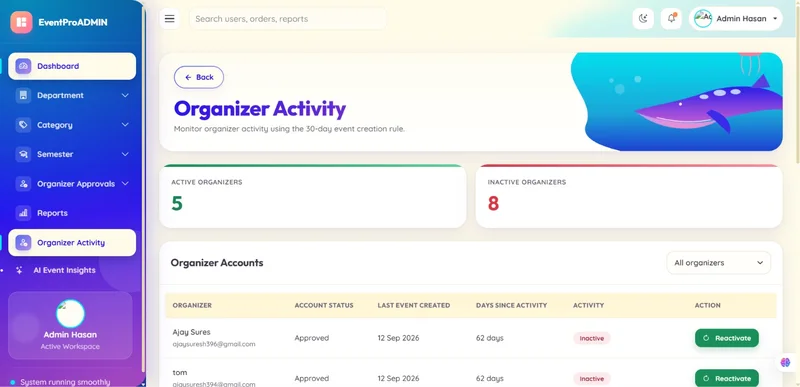 EventProADMIN
Dashboard
Department
Category
Semester
Organizer Approvals
Reports
Organizer Activity
AI Event Insights
Admin Hasan
Active Workspace
System running smoothly
Search users, orders, reports
Admin Hasan
Back
Organizer Activity
Monitor organizer activity using the 30-day event creation rule.
ACTIVE ORGANIZERS
5
INACTIVE ORGANIZERS
8
Organizer Accounts
All organizers
ORGANIZER ACCOUNT STATUS LAST EVENT CREATED DAYS SINCE ACTIVITY ACTIVITY ACTION
Ajay Sures
ajaysuresh396@gmail.com
Approved 12 Sep 2026 62 days Inactive Reactivate
tom
ajaysuresh394@gmail.com
Approved 12 Sep 2026 62 days Inactive Reactivate